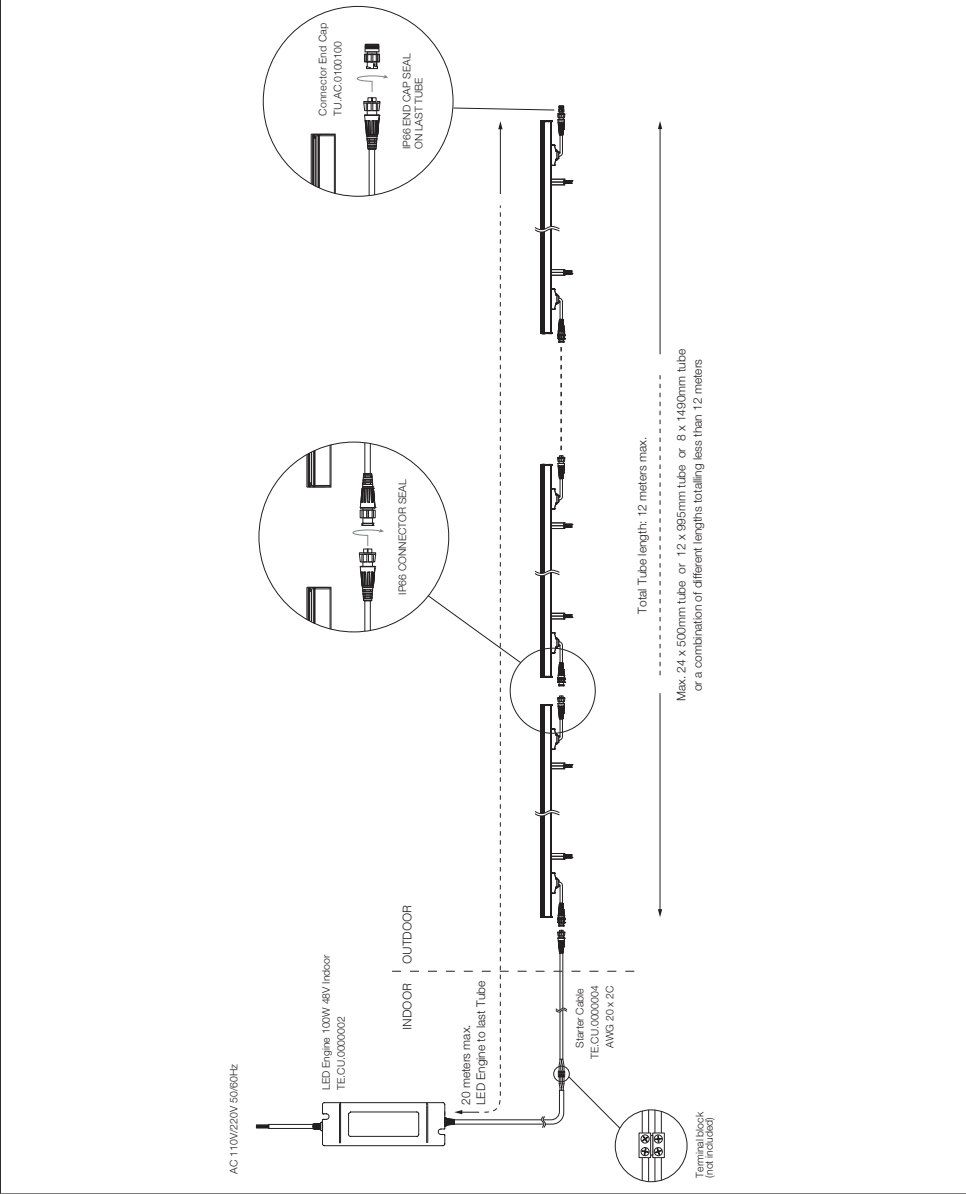 AC 110V/220V 50/60Hz
LED Engine 100W 48V Indoor
TE.CU.0000002
INDOOR
OUTDOOR
20 meters max.
LED Engine to last Tube
Starter Cable
TE.CU.0000004
AWG 20 x 2C
Terminal block
(not included)
IP66 CONNECTOR SEAL
Connector End Cap
TU.AC.0100100
IP66 END CAP SEAL
ON LAST TUBE
Total Tube length: 12 meters max.
Max. 24 x 500mm tube or 12 x 995mm tube or 8 x 1490mm tube
or a combination of different lengths totalling less than 12 meters